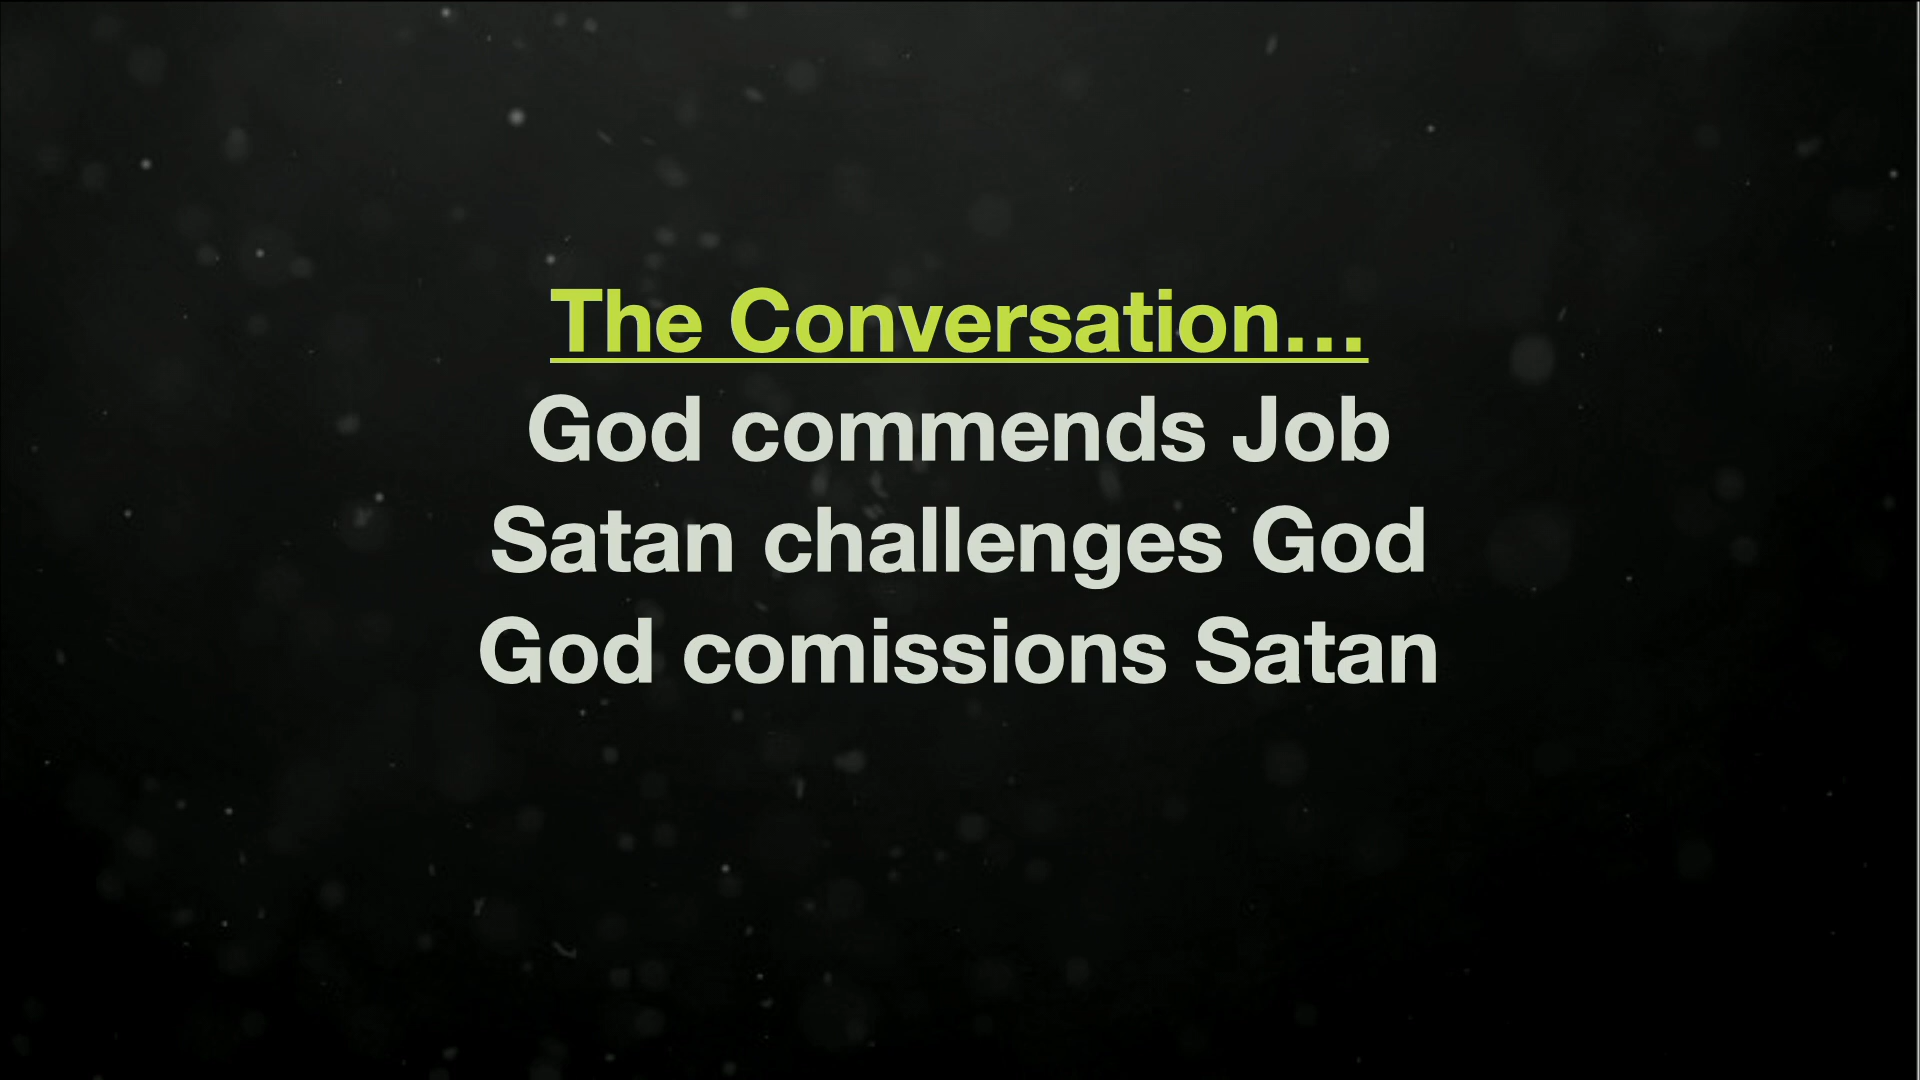 The Conversation...
God commends Job
Satan challenges God
God comissions Satan